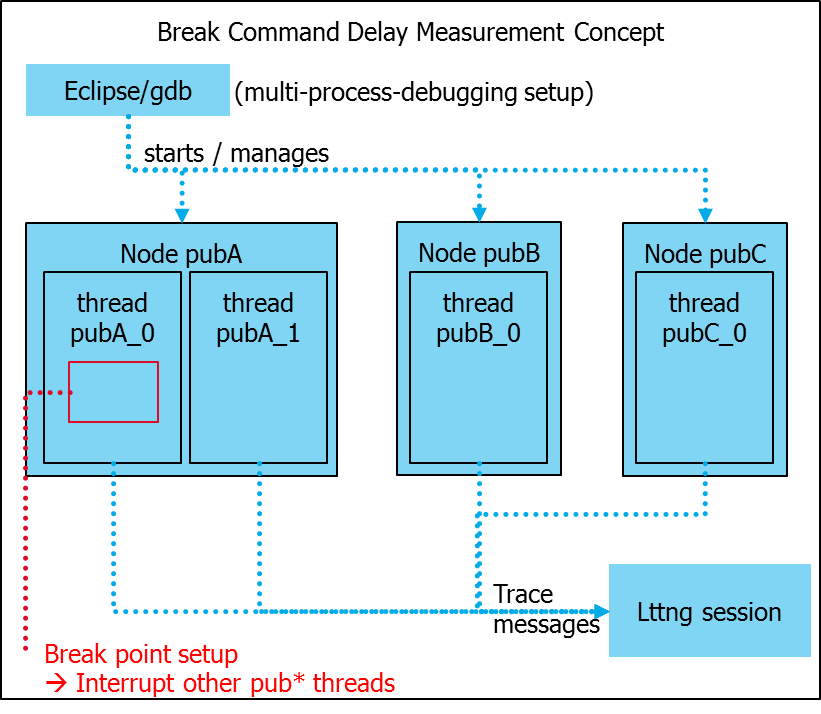 Break Command Delay Measurement Concept
Eclipse/gdb
(multi-process-debugging setup)
starts / manages
Node pubA
thread
pubA_0
thread
pubA_1
Node pubB
thread
pubB_0
Node pubC
thread
pubC_0
Trace
messages
Lttng session
Break point setup
→ Interrupt other pub* threads